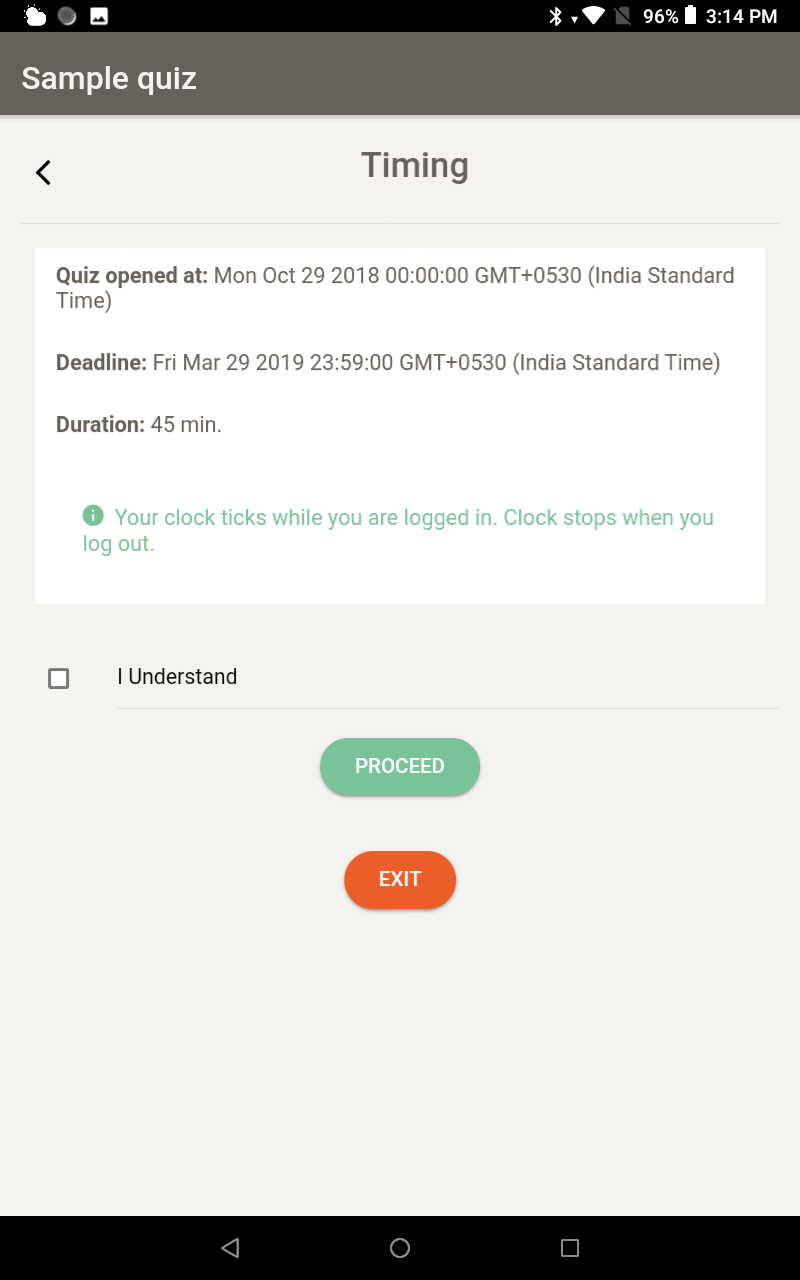 96% 3:14 PM
Sample quiz
Timing
Quiz opened at: Mon Oct 29 2018 00:00:00 GMT+0530 (India Standard
Time)
Deadline: Fri Mar 29 2019 23:59:00 GMT+0530 (India Standard Time)
Duration: 45 min.
Your clock ticks while you are logged in. Clock stops when you
log out.
I Understand
PROCEED
EXIT